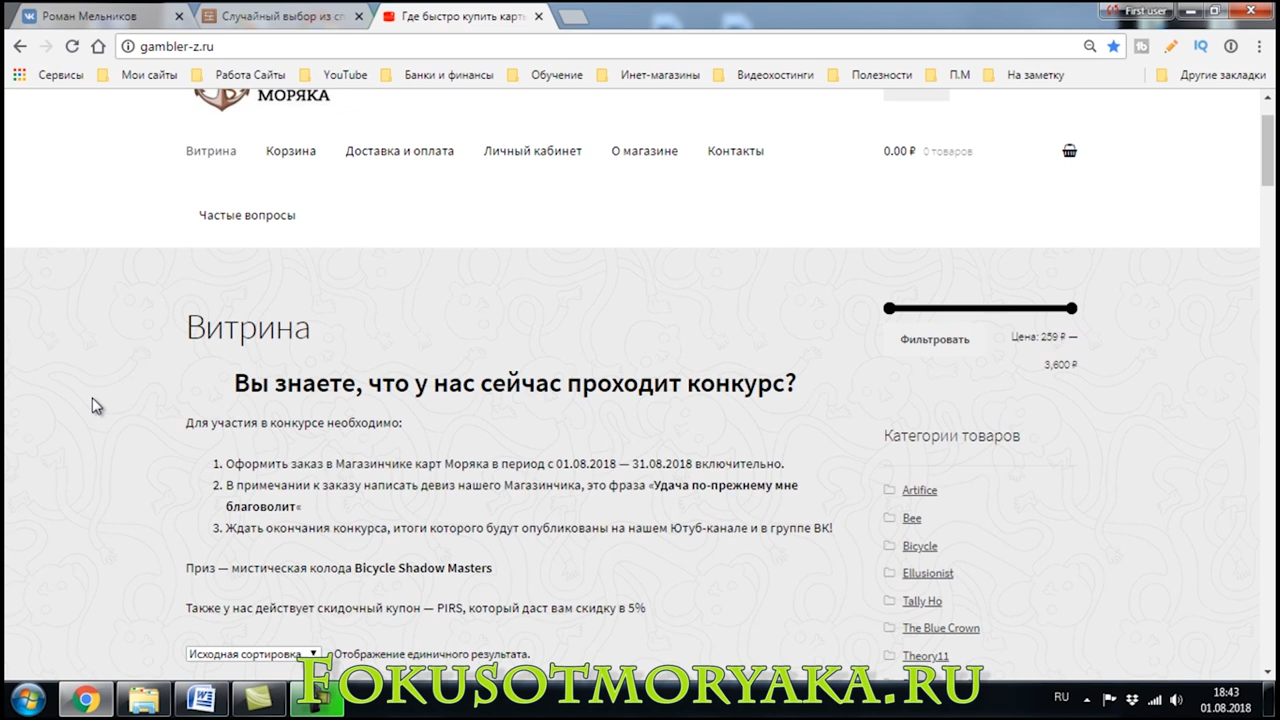 Роман Мельников
Случайный выбор из сп
Где быстро купить карты
First user
gambler-z.ru
Сервисы
Мои сайты
Работа Сайты
YouTube
Банки и финансы
Обучение
Инет-магазины
Видеохостинги
Полезности
П.М
На заметку
Другие закладки
МОРЯКА
Витрина
Корзина
Доставка и оплата
Личный кабинет
О магазине
Контакты
0.00 ₽ 0 товаров
Частые вопросы
Витрина
Вы знаете, что у нас сейчас проходит конкурс?
Для участия в конкурсе необходимо:
1. Оформить заказ в Магазинчике карт Моряка в период с 01.08.2018 — 31.08.2018 включительно.
2. В примечании к заказу написать девиз нашего Магазинчика, это фраза «Удача по-прежнему мне
благоволит«
3. Ждать окончания конкурса, итоги которого будут опубликованы на нашем Ютуб-канале и в группе ВК!
Приз — мистическая колода Bicycle Shadow Masters
Также у нас действует скидочный купон — PIRS, который даст вам скидку в 5%
Исходная сортировка
Отображение единичного результата.
Фильтровать
Цена: 259 ₽ —
3,600 ₽
Категории товаров
Artifice
Bee
Bicycle
Ellusionist
Tally Ho
The Blue Crown
Theory11
Fokusotmoryaka.ru
RU
18:43
01.08.2018